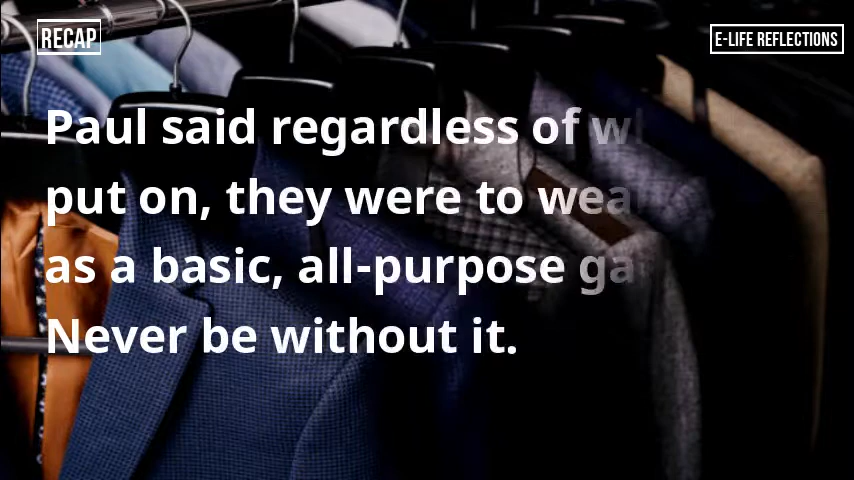 RECAP
E-LIFE REFLECTIONS
Paul said regardless of
put on, they were to
as a basic, all-purpose
Never be without it.